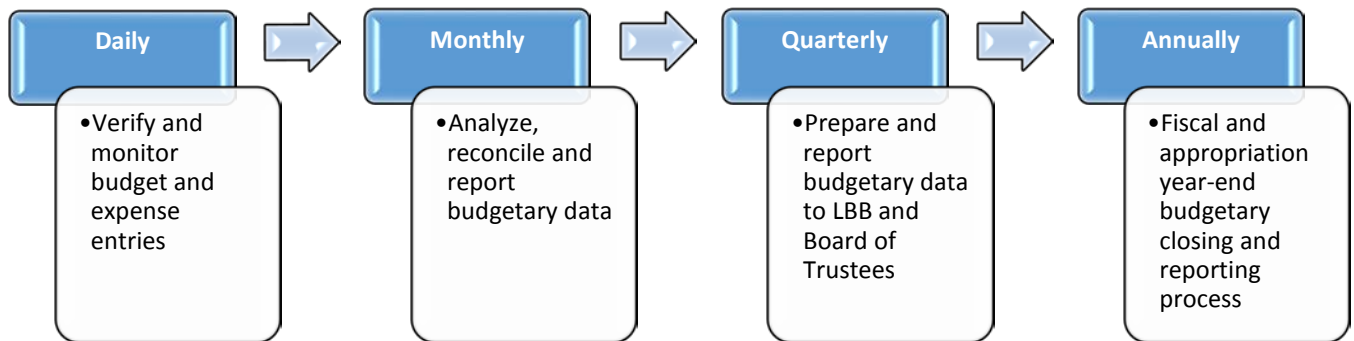 Daily
•Verify and
monitor
budget and
expense
entries
Monthly
•Analyze,
reconcile and
report
budgetary data
Quarterly
•Prepare and
report
budgetary data
to LBB and
Board of
Trustees
Annually
•Fiscal and
appropriation
year-end
budgetary
closing and
reporting
process